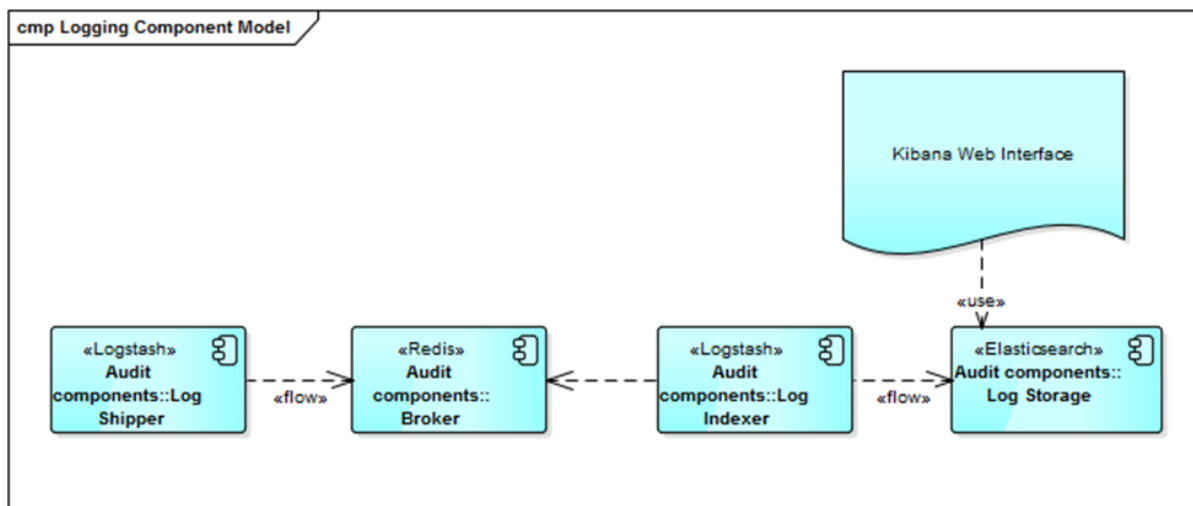 cmp Logging Component Model
Kibana Web Interface
«use»
«Logstash»
Audit
components::Log
Shipper
«flow»
«Redis»
Audit
components::
Broker
«Logstash»
Audit
components::Log
Indexer
«flow»
«Elasticsearch»
Audit components::
Log Storage